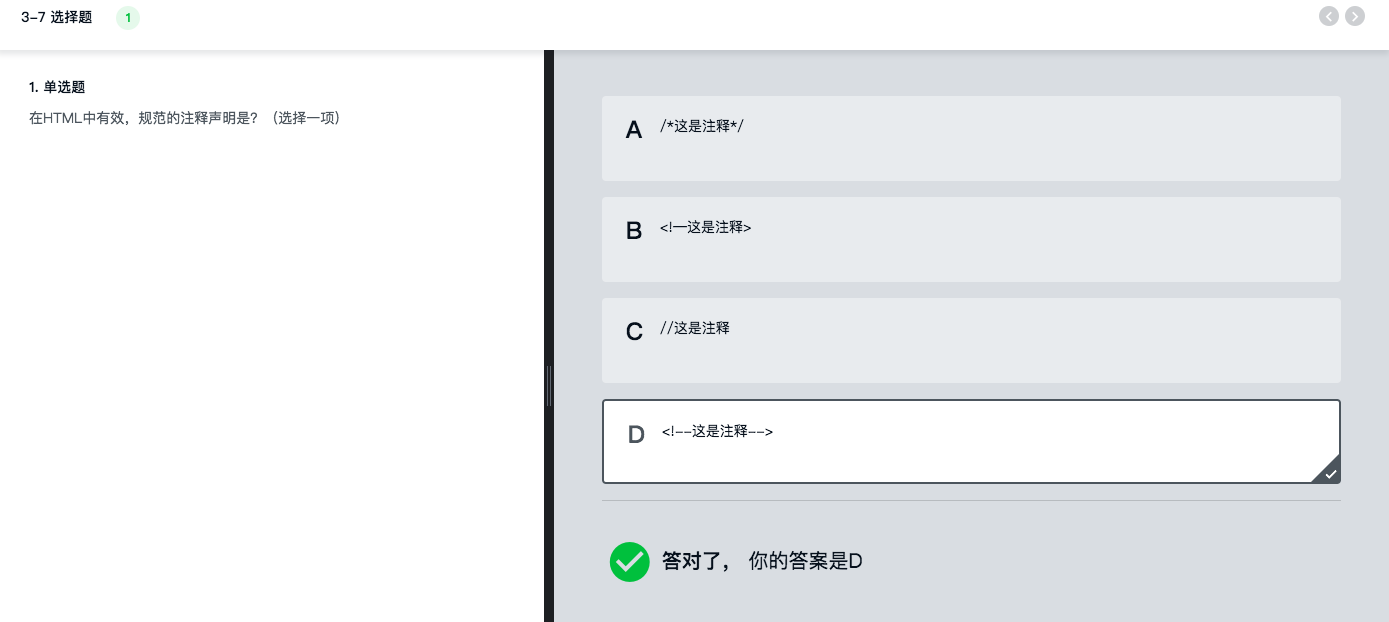 3-7 选择题 1
1. 单选题
在HTML中有效，规范的注释声明是？（选择一项）
A /*这是注释*/
B <!—这是注释>
C //这是注释
D <!--这是注释-->
答对了， 你的答案是D